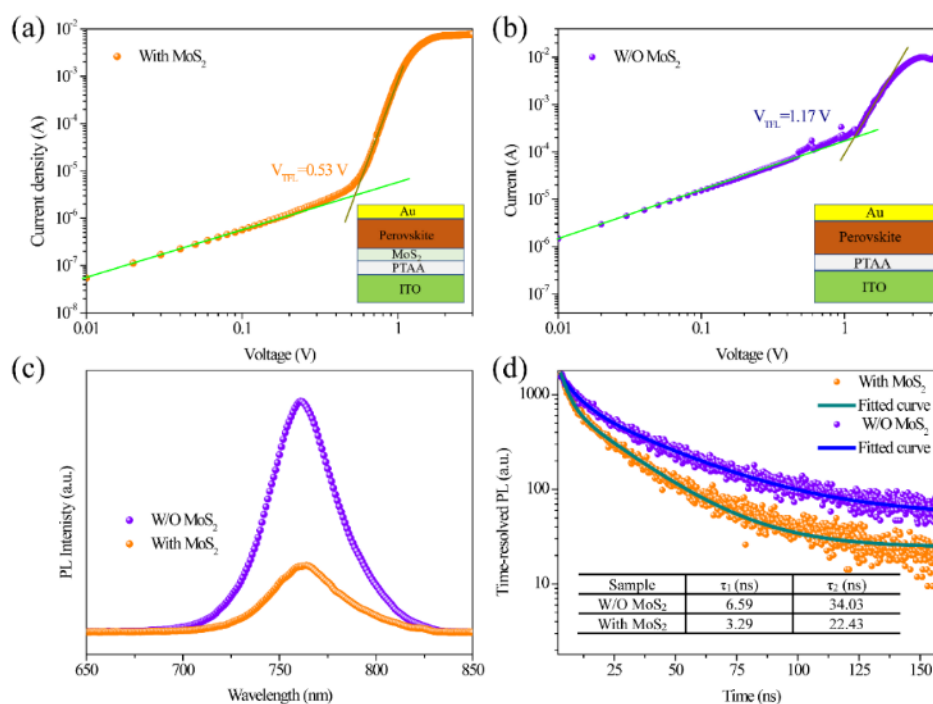 (a)
With MoS₂
V_TFL=0.53 V
Au
Perovskite
MoS₂
PTAA
ITO
Current density (A)
10⁻²
10⁻³
10⁻⁴
10⁻⁵
10⁻⁶
10⁻⁷
10⁻⁸
0.01
0.1
1
Voltage (V)
(b)
W/O MoS₂
V_TFL=1.17 V
Au
Perovskite
PTAA
ITO
Current (A)
10⁻²
10⁻³
10⁻⁴
10⁻⁵
10⁻⁶
10⁻⁷
0.01
0.1
1
Voltage (V)
(c)
W/O MoS₂
With MoS₂
PL Intenisty (a.u.)
650
700
750
800
850
Wavelength (nm)
(d)
With MoS₂
Fitted curve
W/O MoS₂
Fitted curve
Time-resolved PL (a.u.)
1000
100
10
Sample τ₁ (ns) τ₂ (ns)
W/O MoS₂ 6.59 34.03
With MoS₂ 3.29 22.43
25
50
75
100
125
150
Time (ns)